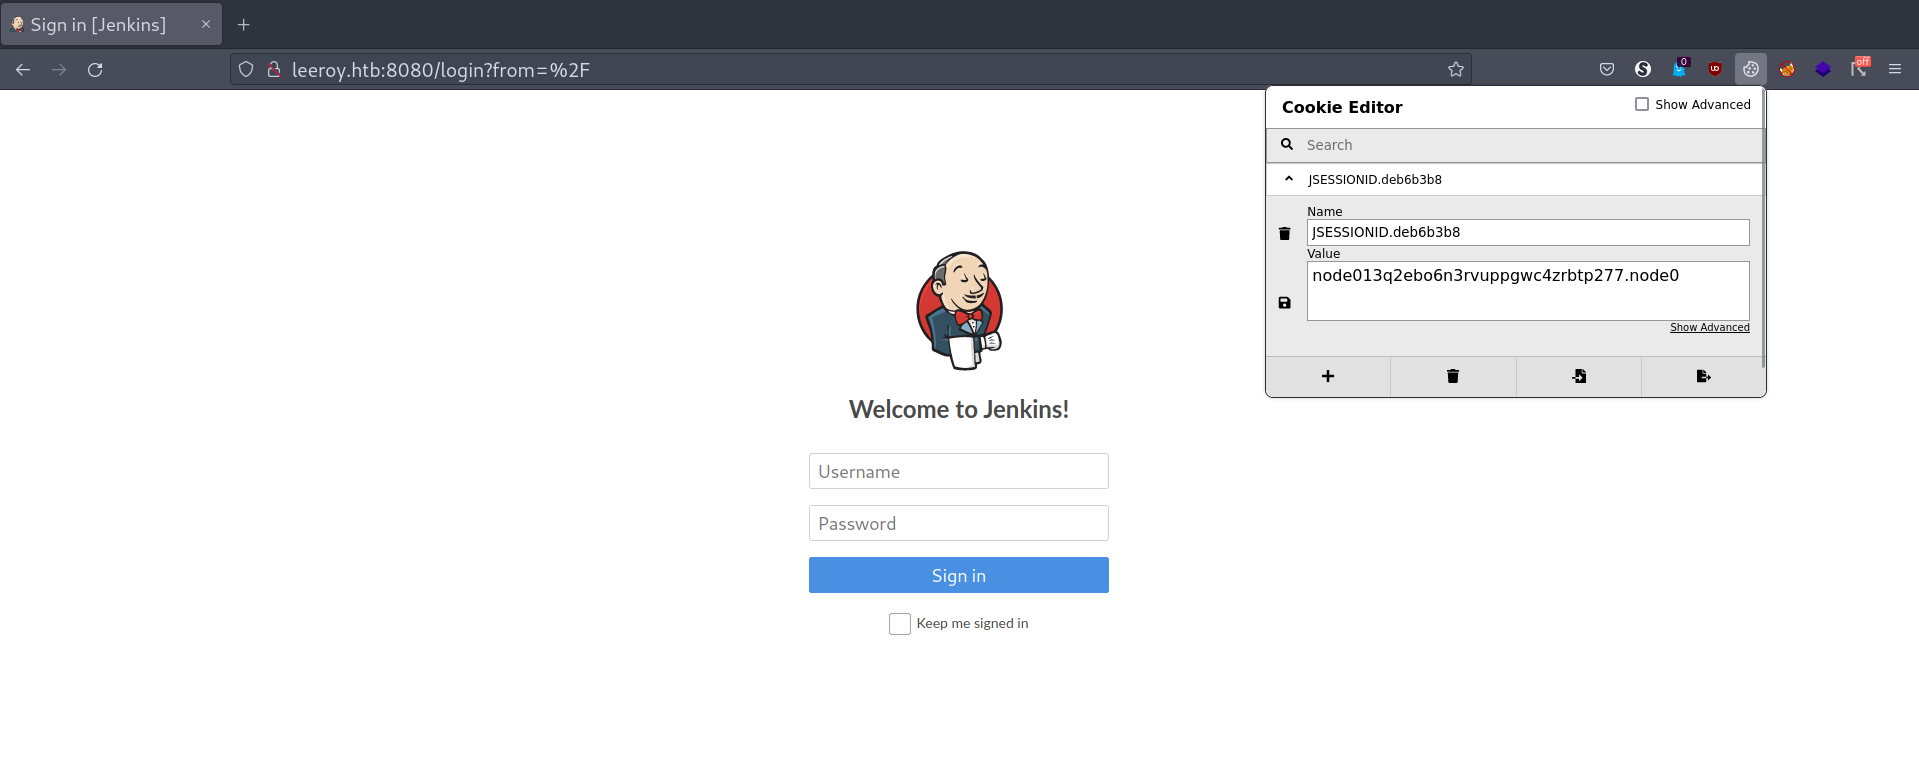 Sign in [Jenkins]
leeroy.htb:8080/login?from=%2F
0
UD
off
Cookie Editor
Show Advanced
Search
JSESSIONID.deb6b3b8
Name
JSESSIONID.deb6b3b8
Value
node013q2ebo6n3rvuppgwc4zrbtp277.node0
Show Advanced
Welcome to Jenkins!
Username
Password
Sign in
Keep me signed in